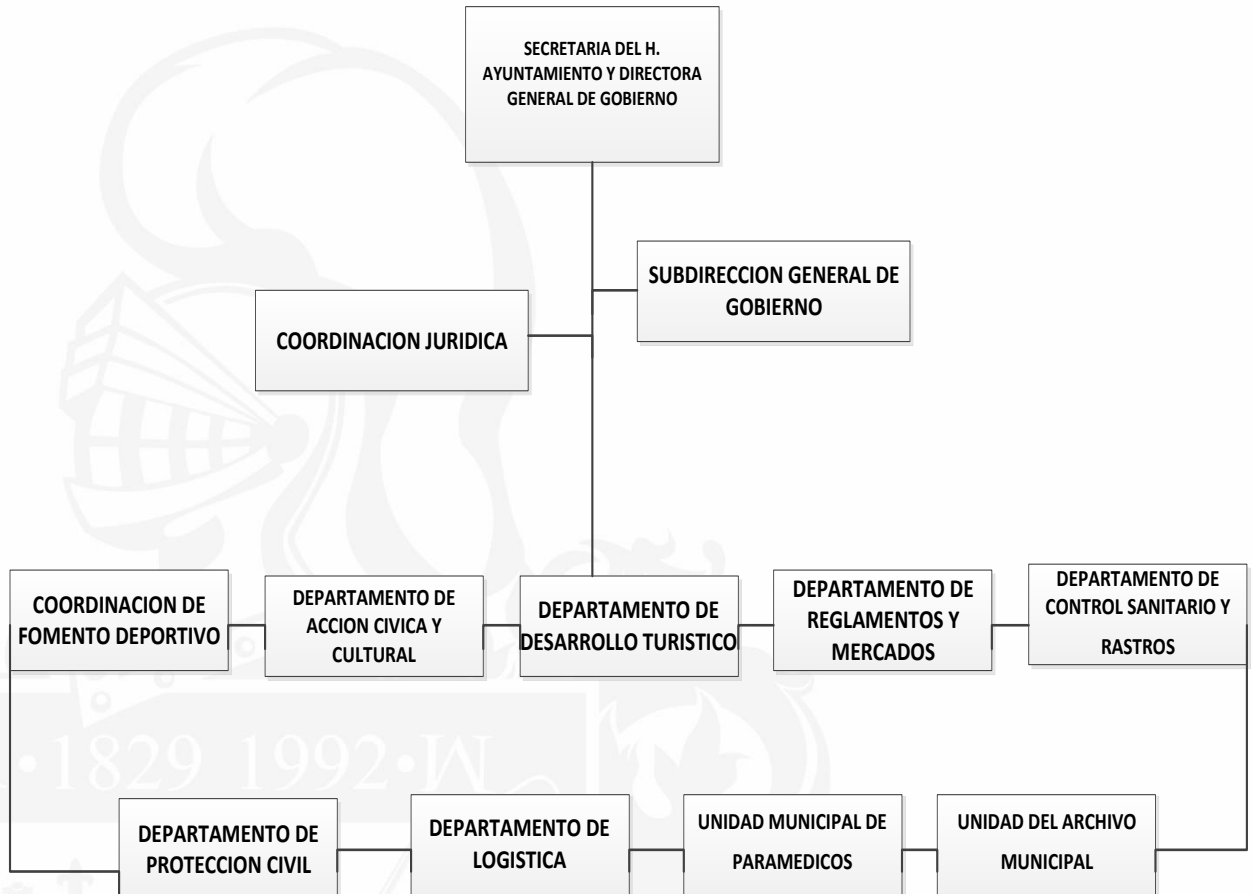 SECRETARIA DEL H.
AYUNTAMIENTO Y DIRECTORA
GENERAL DE GOBIERNO
SUBDIRECCION GENERAL DE
GOBIERNO
COORDINACION JURIDICA
COORDINACION DE
FOMENTO DEPORTIVO
DEPARTAMENTO DE
ACCION CIVICA Y
CULTURAL
DEPARTAMENTO DE
DESARROLLO TURISTICO
DEPARTAMENTO DE
REGLAMENTOS Y
MERCADOS
DEPARTAMENTO DE
CONTROL SANITARIO Y
RASTROS
•1829 1992•M
DEPARTAMENTO DE
PROTECCION CIVIL
DEPARTAMENTO DE
LOGISTICA
UNIDAD MUNICIPAL DE
PARAMEDICOS
UNIDAD DEL ARCHIVO
MUNICIPAL